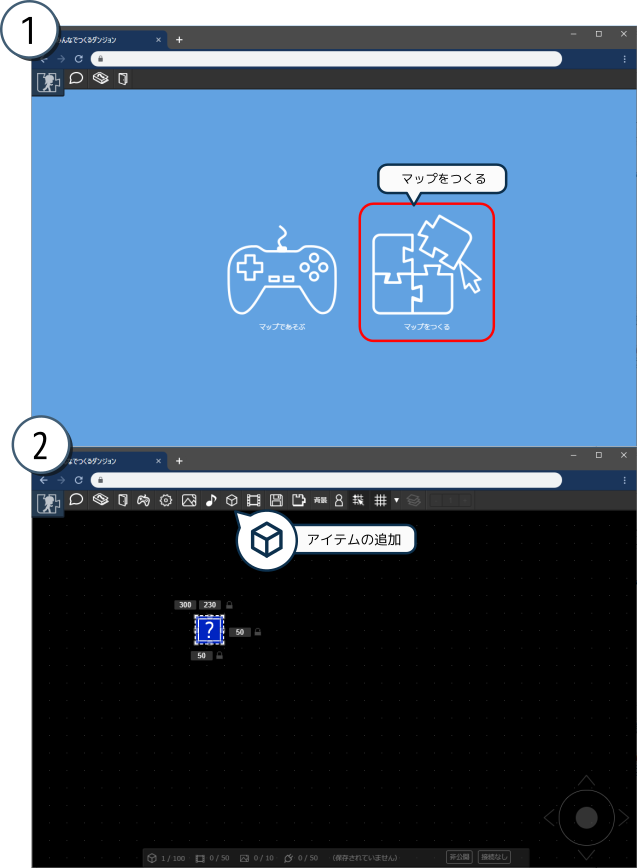 1
んなでつくるダンジョン
マップをつくる
マップであそぶ
マップをつくる
2
なでつくるダンジョン
アイテムの追加
300 230
?
50
50
1 / 100 0 / 50 0 / 10 0 / 50 (保存されていません) 非公開 接続なし